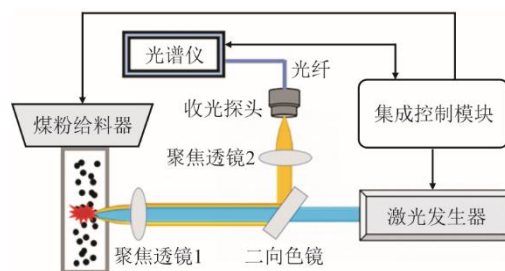 光谱仪
光纤
收光探头
集成控制模块
煤粉给料器
聚焦透镜2
激光发生器
聚焦透镜1
二向色镜